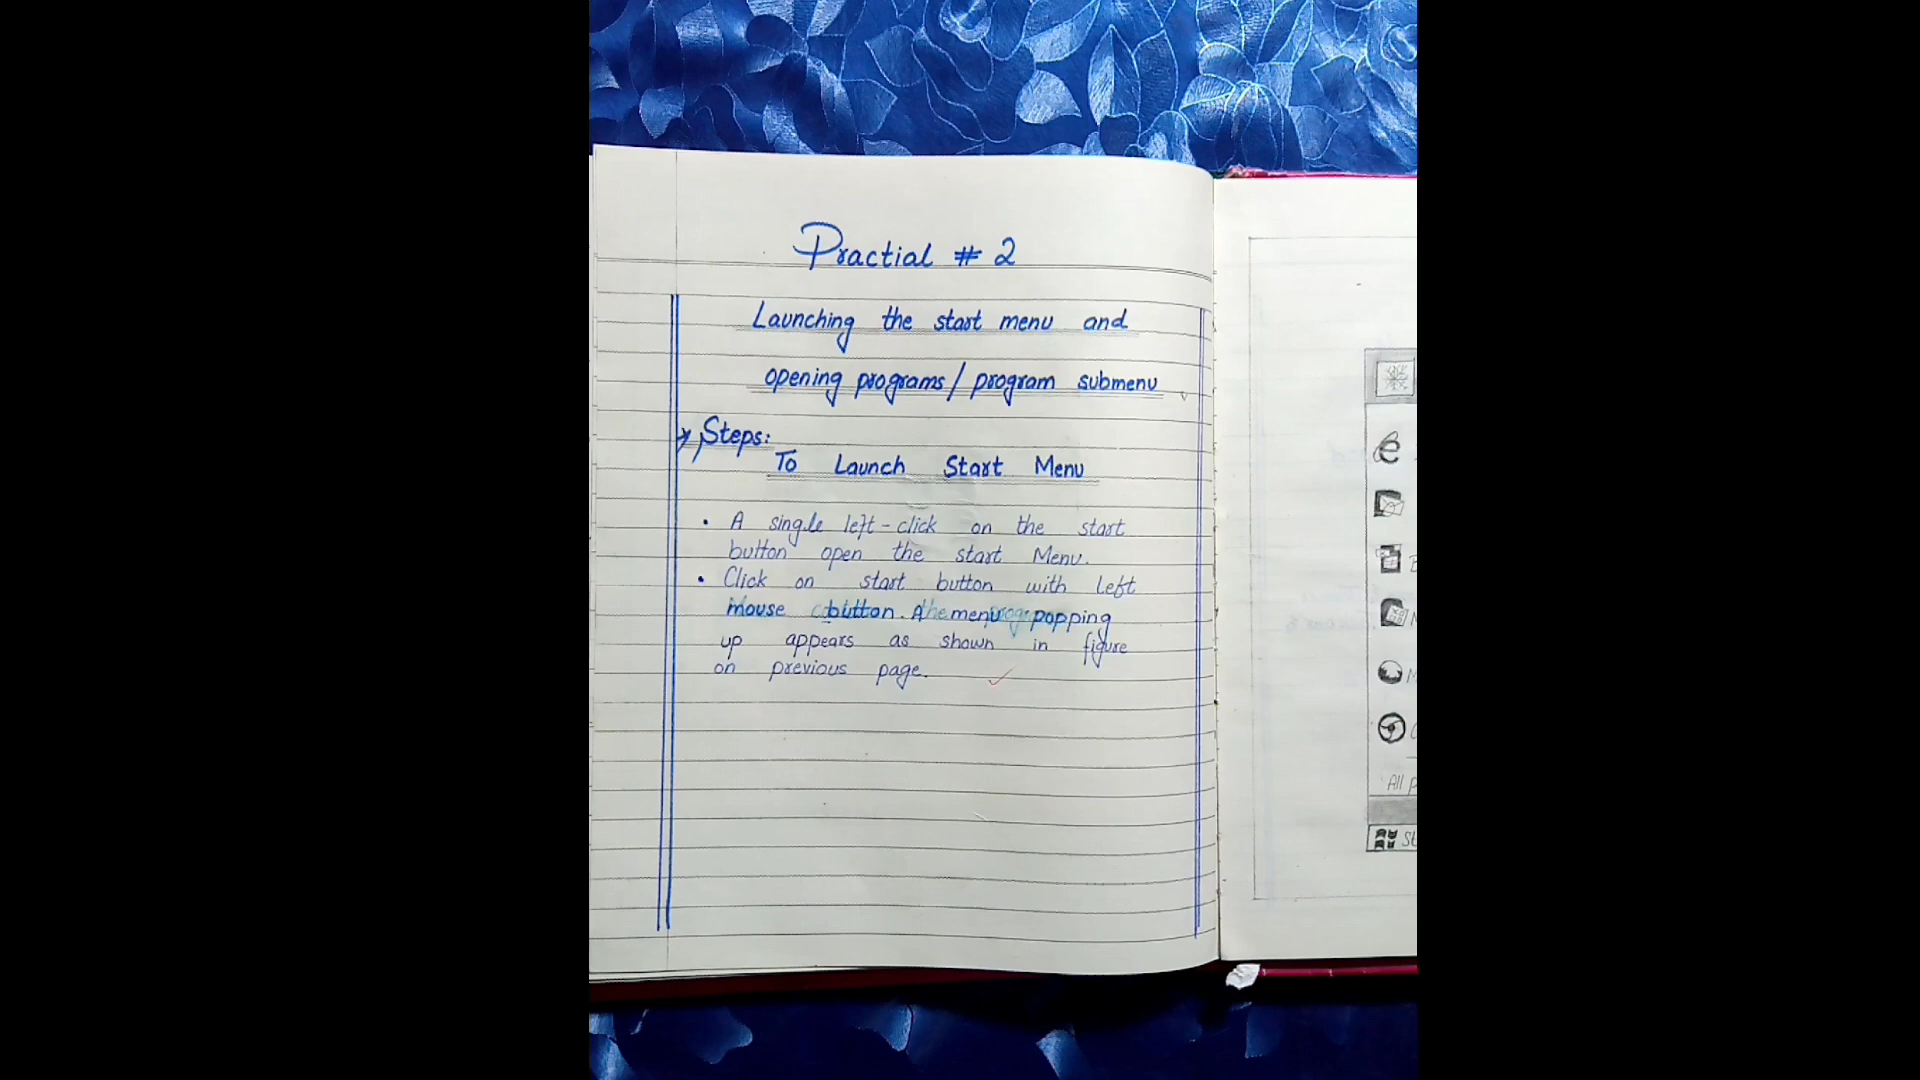 Practial # 2
Launching the start menu and
opening programs/program submenu
Steps:
To Launch Start Menu
• A single left-click on the start
button open the start Menu.
• Click on start button with left
mouse button. A menu popping
up appears as shown in figure
on previous page.
All p
St